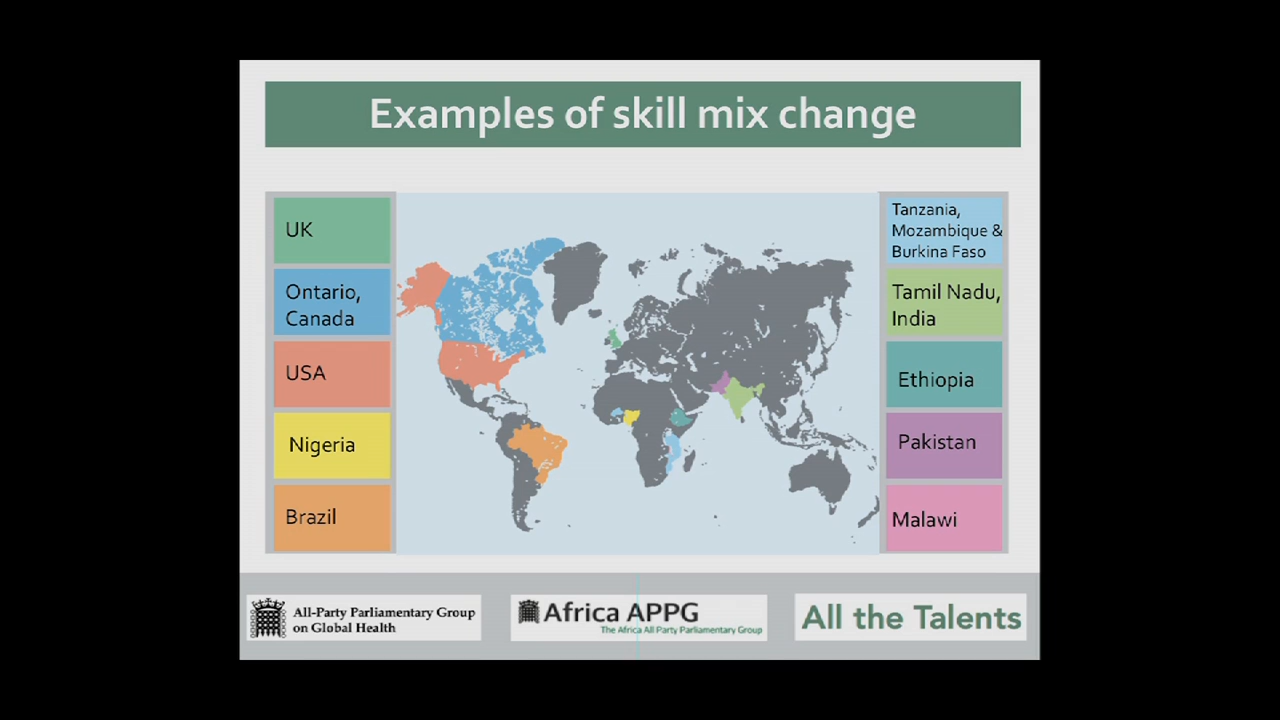 Examples of skill mix change
UK
Ontario,
Canada
USA
Nigeria
Brazil
Tanzania,
Mozambique &
Burkina Faso
Tamil Nadu,
India
Ethiopia
Pakistan
Malawi
All-Party Parliamentary Group
on Global Health
Africa APPG
The Africa All Party Parliamentary Group
All the Talents